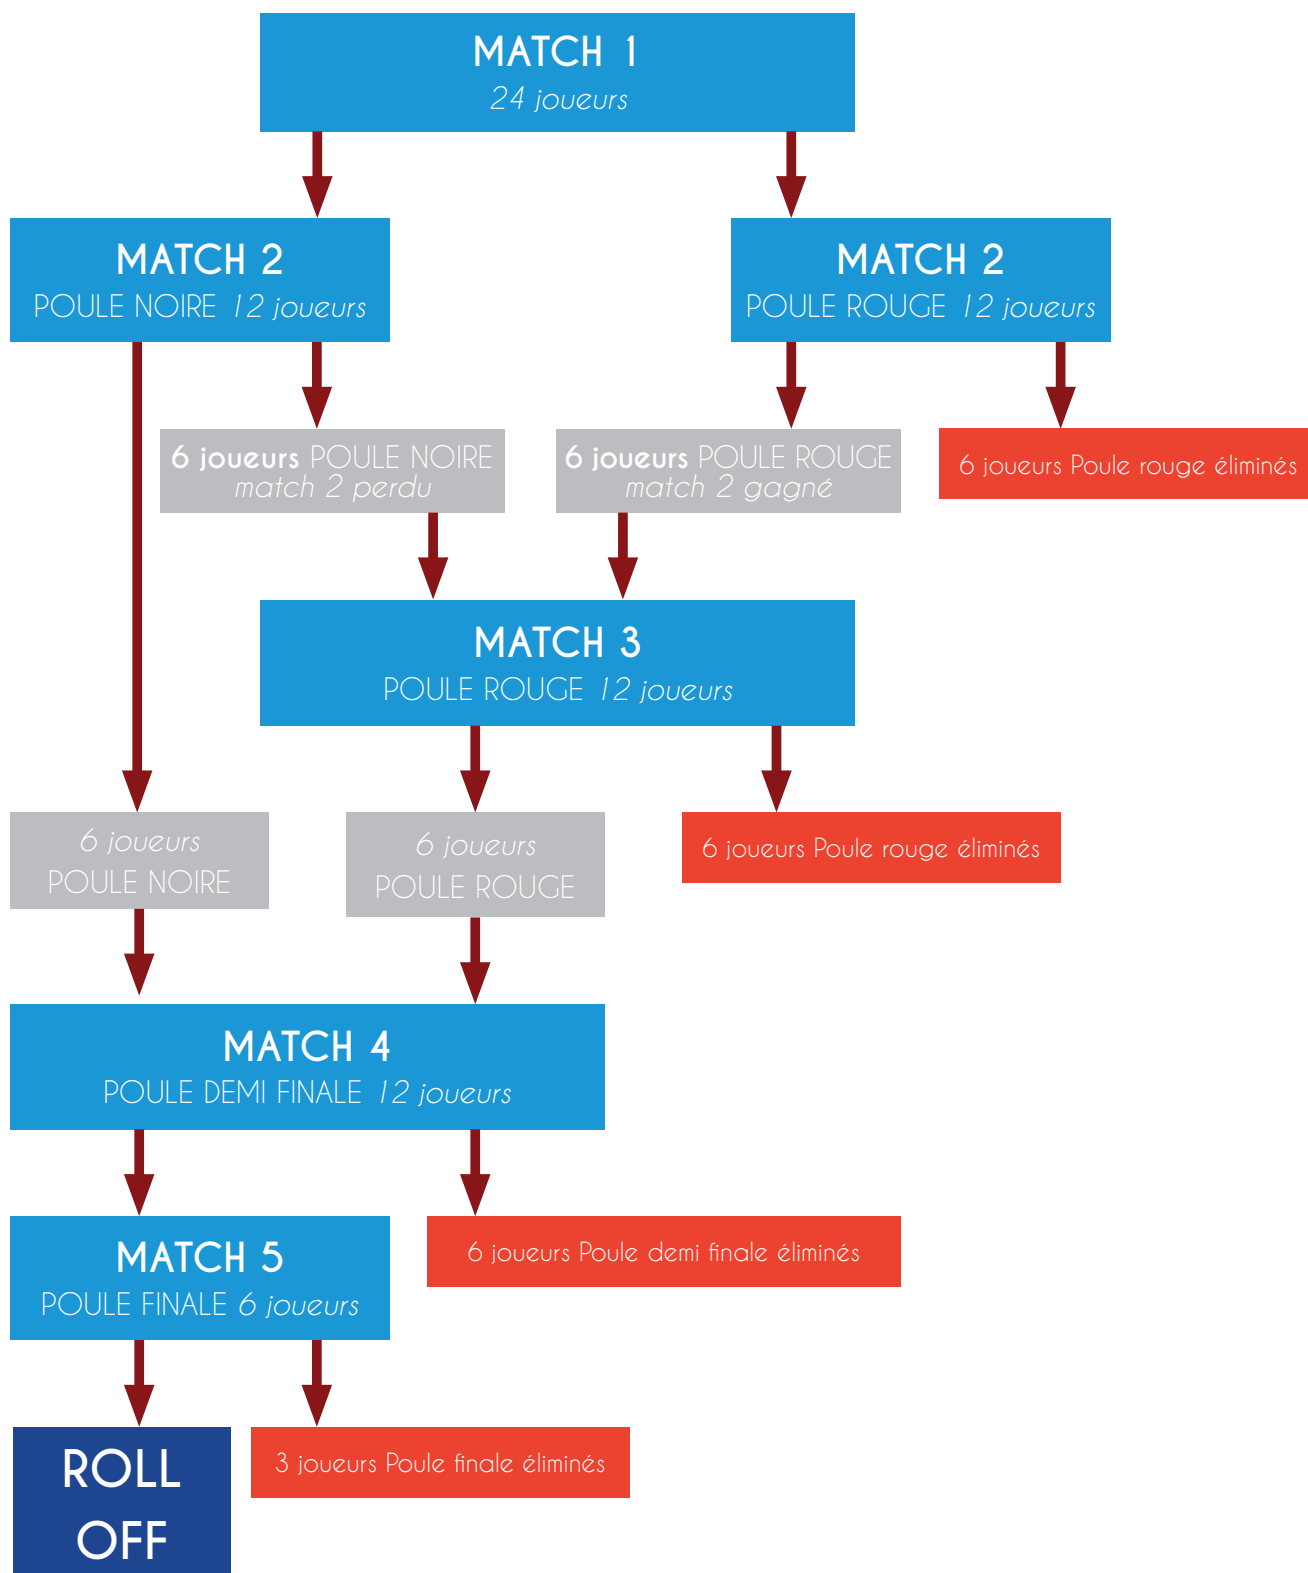 MATCH 1
24 joueurs
MATCH 2
POULE NOIRE 12 joueurs
MATCH 2
POULE ROUGE 12 joueurs
6 joueurs POULE NOIRE
match 2 perdu
6 joueurs POULE ROUGE
match 2 gagné
6 joueurs Poule rouge éliminés
MATCH 3
POULE ROUGE 12 joueurs
6 joueurs
POULE NOIRE
6 joueurs
POULE ROUGE
6 joueurs Poule rouge éliminés
MATCH 4
POULE DEMI FINALE 12 joueurs
MATCH 5
POULE FINALE 6 joueurs
6 joueurs Poule demi finale éliminés
ROLL
OFF
3 joueurs Poule finale éliminés